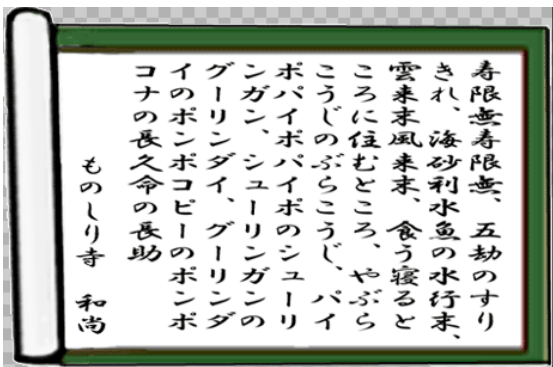 寿限無寿限無、五劫のすり
きれ、海砂利水魚の水行末、
雲来末風来末、食う寝ると
ころに住むところ、やぶら
こうじのぶらこうじ、パイ
ポパイポパイポのシューリ
ンガン、シューリンガンの
グーリンダイ、グーリンダ
イのポンポコピーのポンポ
コナの長久命の長助
ものしり寺　和尚